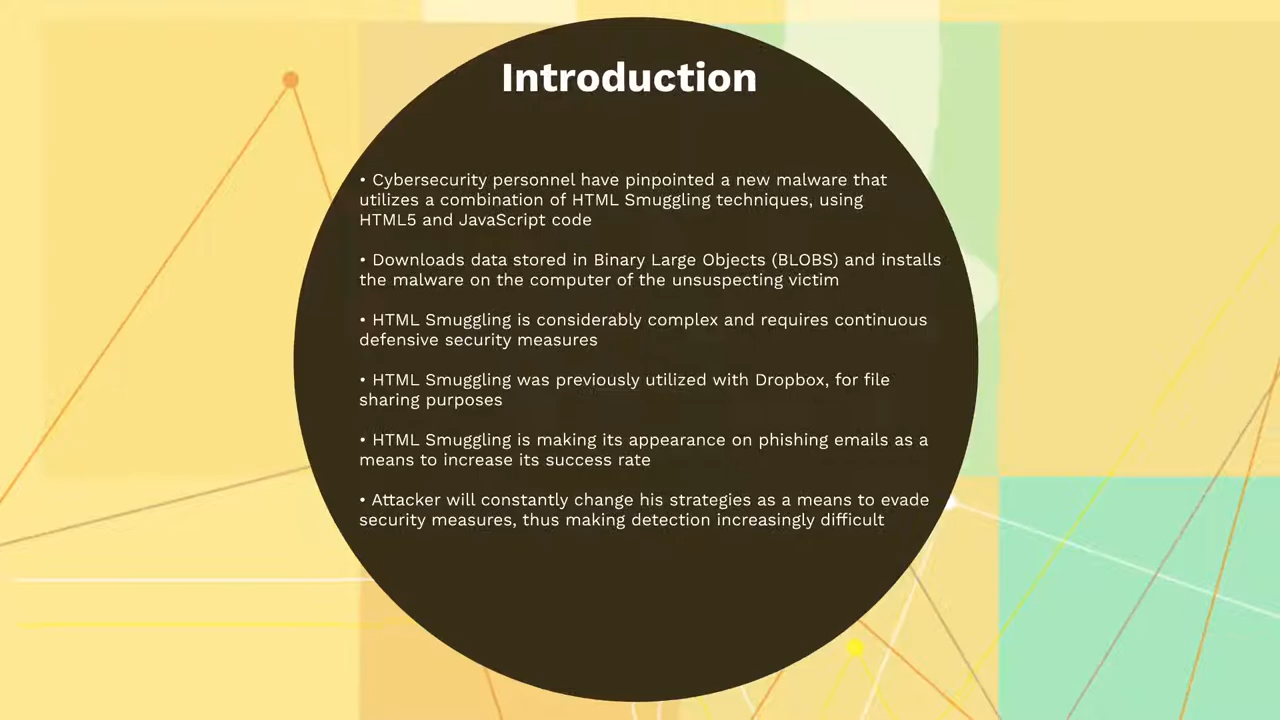 Introduction
• Cybersecurity personnel have pinpointed a new malware that
utilizes a combination of HTML Smuggling techniques, using
HTML5 and JavaScript code
• Downloads data stored in Binary Large Objects (BLOBS) and installs
the malware on the computer of the unsuspecting victim
• HTML Smuggling is considerably complex and requires continuous
defensive security measures
• HTML Smuggling was previously utilized with Dropbox, for file
sharing purposes
• HTML Smuggling is making its appearance on phishing emails as a
means to increase its success rate
• Attacker will constantly change his strategies as a means to evade
security measures, thus making detection increasingly difficult